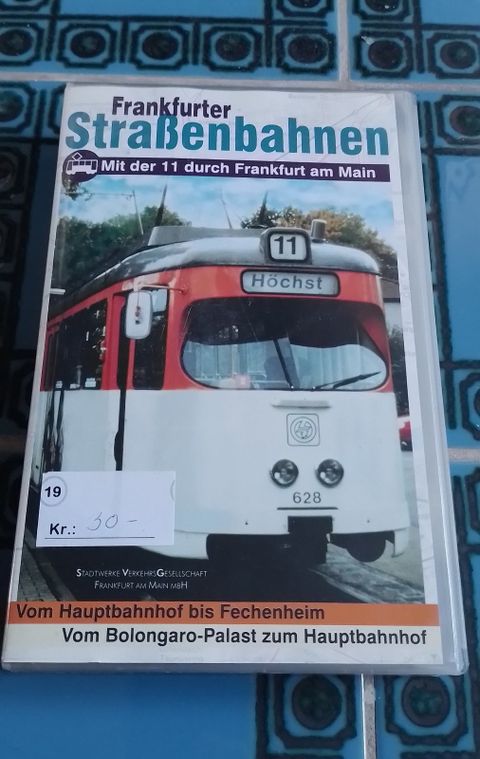 Frankfurter
Straßenbahnen
Mit der 11 durch Frankfurt am Main
11
Höchst
628
19
Kr.: 50-
STADTWERKE VERKEHRSGESELLSCHAFT
FRANKFURT AM MAIN MBH
Vom Hauptbahnhof bis Fechenheim
Vom Bolongaro-Palast zum Hauptbahnhof